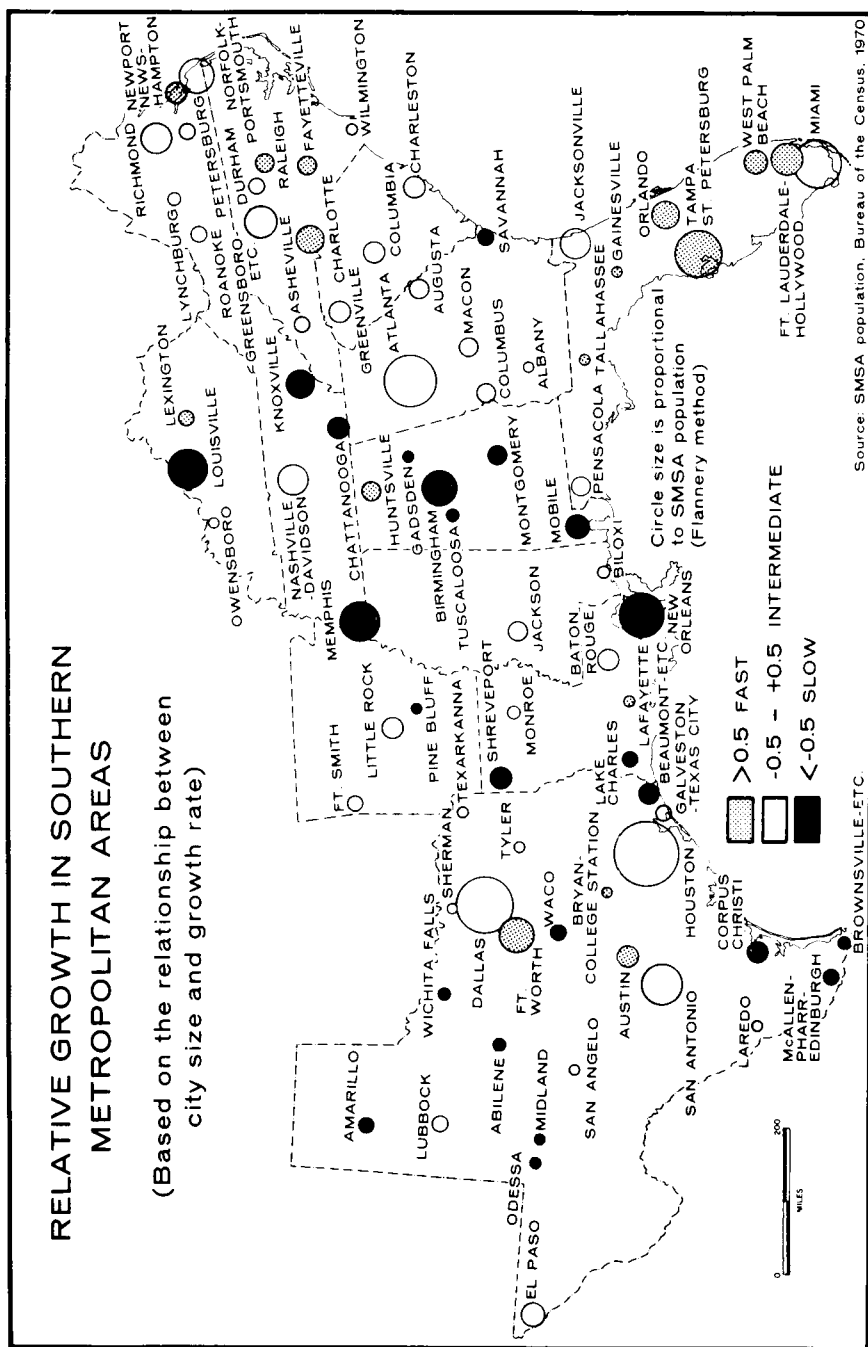 RELATIVE GROWTH IN SOUTHERN
METROPOLITAN AREAS
(Based on the relationship between
city size and growth rate)
RICHMOND
NEWPORT
NEWS-
HAMPTON
LYNCHBURG
ROANOKE
PETERSBURG
NORFOLK-
PORTSMOUTH
GREENSBORO-
ETC.
DURHAM
RALEIGH
FAYETTEVILLE
WILMINGTON
ASHEVILLE
CHARLOTTE
LEXINGTON
LOUISVILLE
OWENSBORO
KNOXVILLE
NASHVILLE
-DAVIDSON
CHATTANOOGA
MEMPHIS
GREENVILLE
COLUMBIA
CHARLESTON
ATLANTA
AUGUSTA
SAVANNAH
MACON
COLUMBUS
ALBANY
HUNTSVILLE
GADSDEN
BIRMINGHAM
TUSCALOOSA
MONTGOMERY
MOBILE
JACKSON
BILOXI
PENSACOLA
TALLAHASSEE
JACKSONVILLE
GAINESVILLE
ORLANDO
TAMPA
ST. PETERSBURG
WEST PALM
BEACH
FT. LAUDERDALE-
HOLLYWOOD
MIAMI
FT. SMITH
LITTLE ROCK
PINE BLUFF
TEXARKANNA
SHREVEPORT
MONROE
BATON
ROUGE
NEW
ORLEANS
LAFAYETTE
LAKE
CHARLES
BEAUMONT-ETC.
GALVESTON
-TEXAS CITY
AMARILLO
LUBBOCK
WICHITA FALLS
SHERMAN
DALLAS
FT.
WORTH
TYLER
ABILENE
MIDLAND
ODESSA
EL PASO
WACO
BRYAN-
COLLEGE STATION
SAN ANGELO
AUSTIN
HOUSTON
SAN ANTONIO
CORPUS
CHRISTI
LAREDO
McALLEN-
PHARR-
EDINBURGH
BROWNSVILLE-ETC.
Circle size is proportional
to SMSA population
(Flannery method)
>0.5 FAST
-0.5 - +0.5 INTERMEDIATE
<-0.5 SLOW
0 200
MILES
Source: SMSA population, Bureau of the Census, 1970